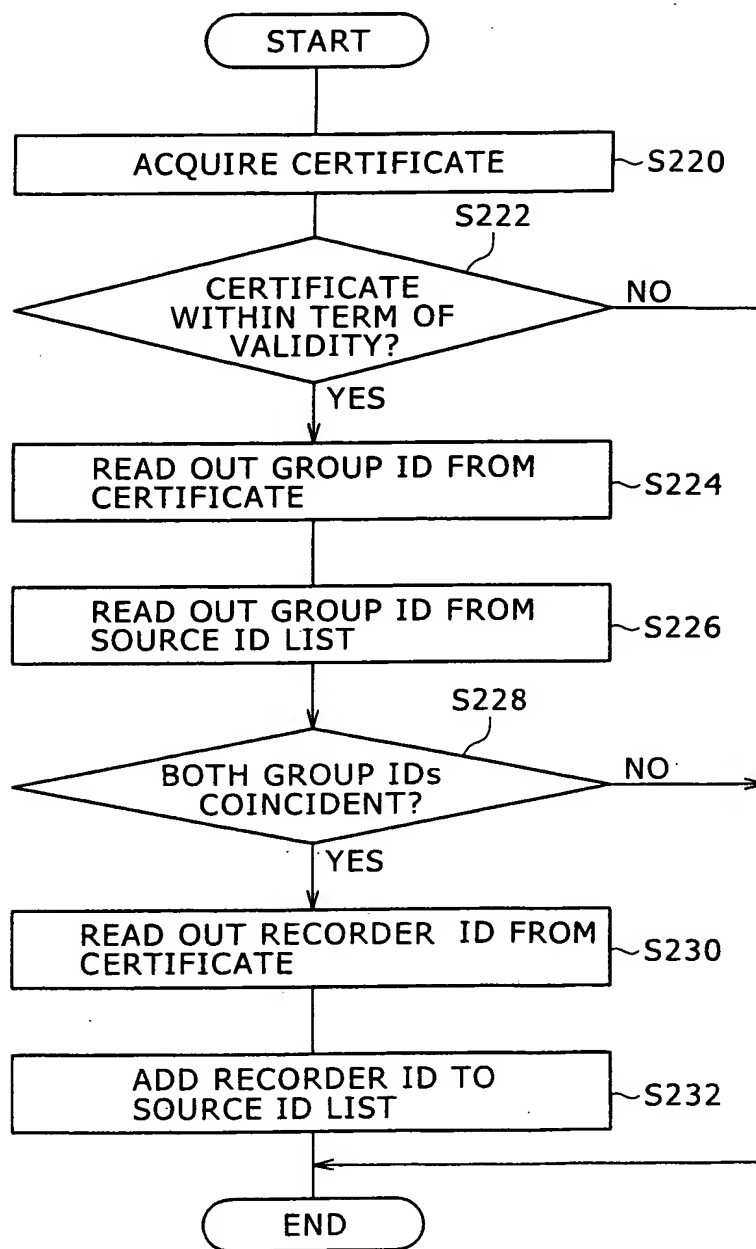 START
ACQUIRE CERTIFICATE
S220
S222
CERTIFICATE
WITHIN TERM OF
VALIDITY?
NO
YES
READ OUT GROUP ID FROM
CERTIFICATE
S224
READ OUT GROUP ID FROM
SOURCE ID LIST
S226
S228
BOTH GROUP IDs
COINCIDENT?
NO
YES
READ OUT RECORDER ID FROM
CERTIFICATE
S230
ADD RECORDER ID TO
SOURCE ID LIST
S232
END